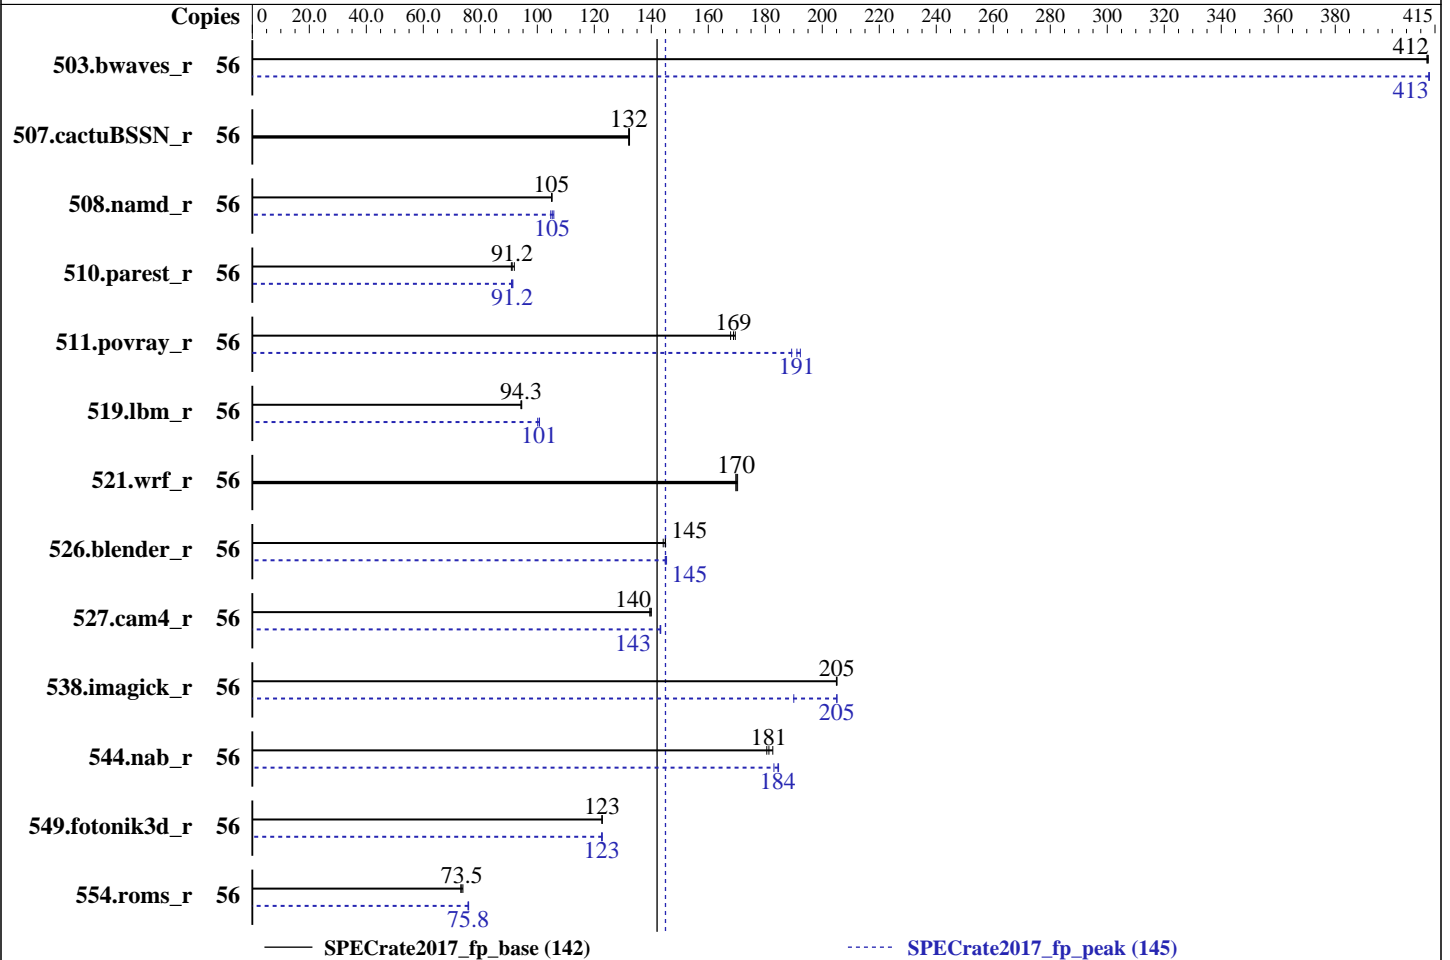 Copies 0 20.0 40.0 60.0 80.0 100 120 140 160 180 200 220 240 260 280 300 320 340 360 380 415
503.bwaves_r 56 412
413
507.cactuBSSN_r 56 132
508.namd_r 56 105
105
510.parest_r 56 91.2
91.2
511.povray_r 56 169
191
519.lbm_r 56 94.3
101
521.wrf_r 56 170
526.blender_r 56 145
145
527.cam4_r 56 140
143
538.imagick_r 56 205
205
544.nab_r 56 181
184
549.fotonik3d_r 56 123
123
554.roms_r 56 73.5
75.8
SPECrate2017_fp_base (142) SPECrate2017_fp_peak (145)